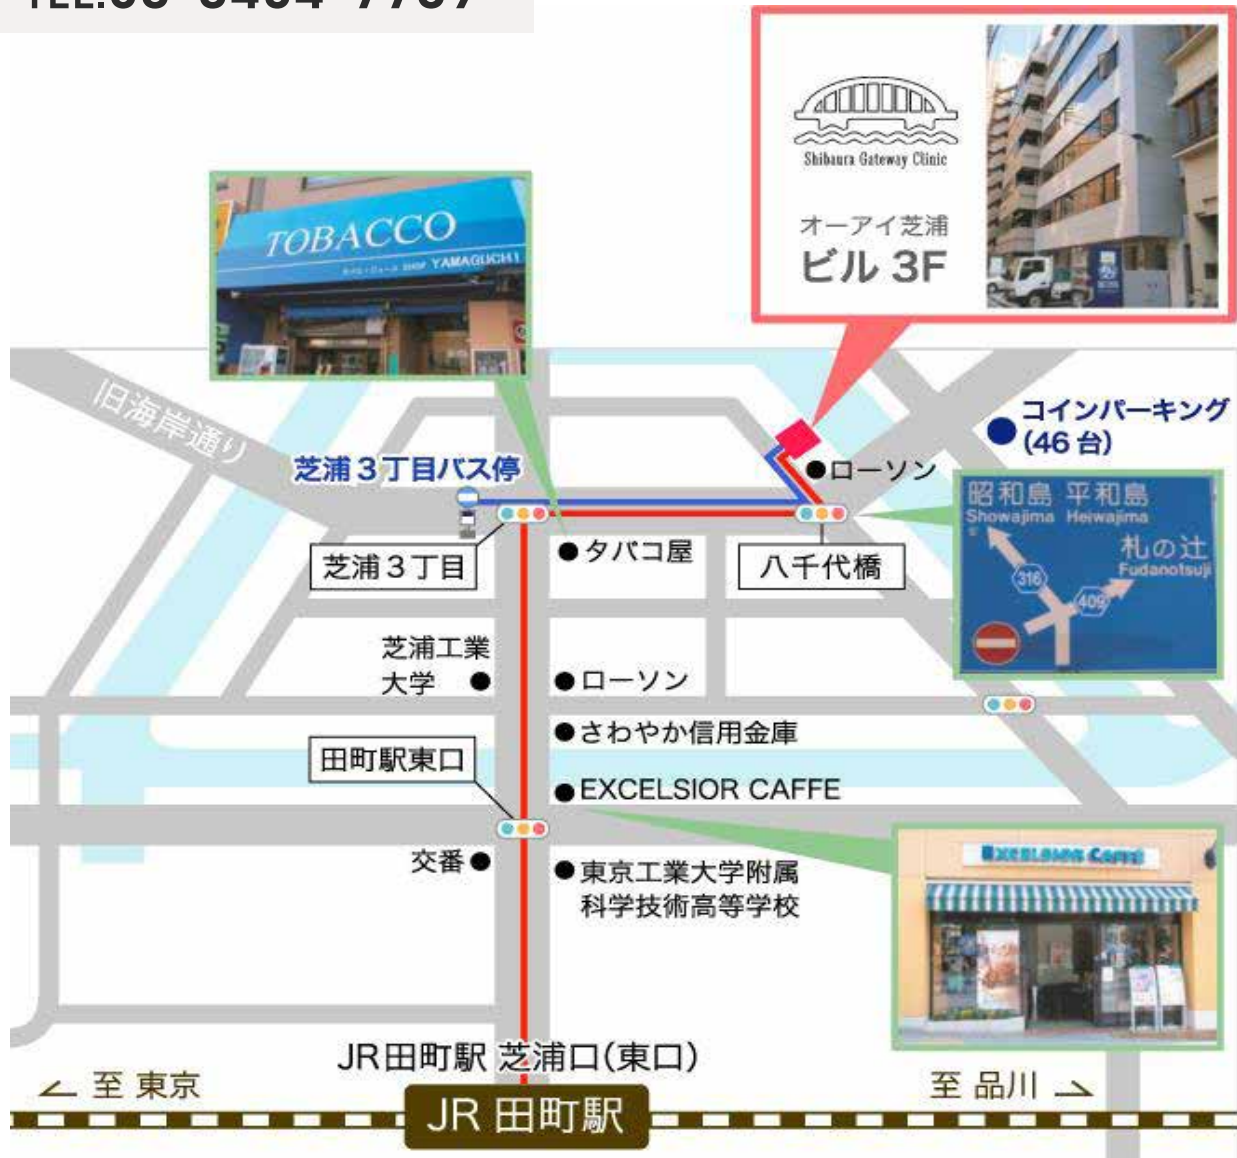 TEL.
Shibaura Gateway Clinic
オーアイ芝浦
ビル 3F
TOBACCO
SHOP YAMAGUCHI
旧海岸通り
コインパーキング
(46 台)
芝浦３丁目バス停
ローソン
昭和島 平和島
Showajima Heiwajima
札の辻
Fudanotsuji
316
409
芝浦３丁目
タバコ屋
八千代橋
芝浦工業
大学
ローソン
さわやか信用金庫
田町駅東口
EXCELSIOR CAFFE
EXCELSIOR CAFFÉ
交番
東京工業大学附属
科学技術高等学校
JR田町駅 芝浦口(東口)
至 東京
至 品川
JR 田町駅